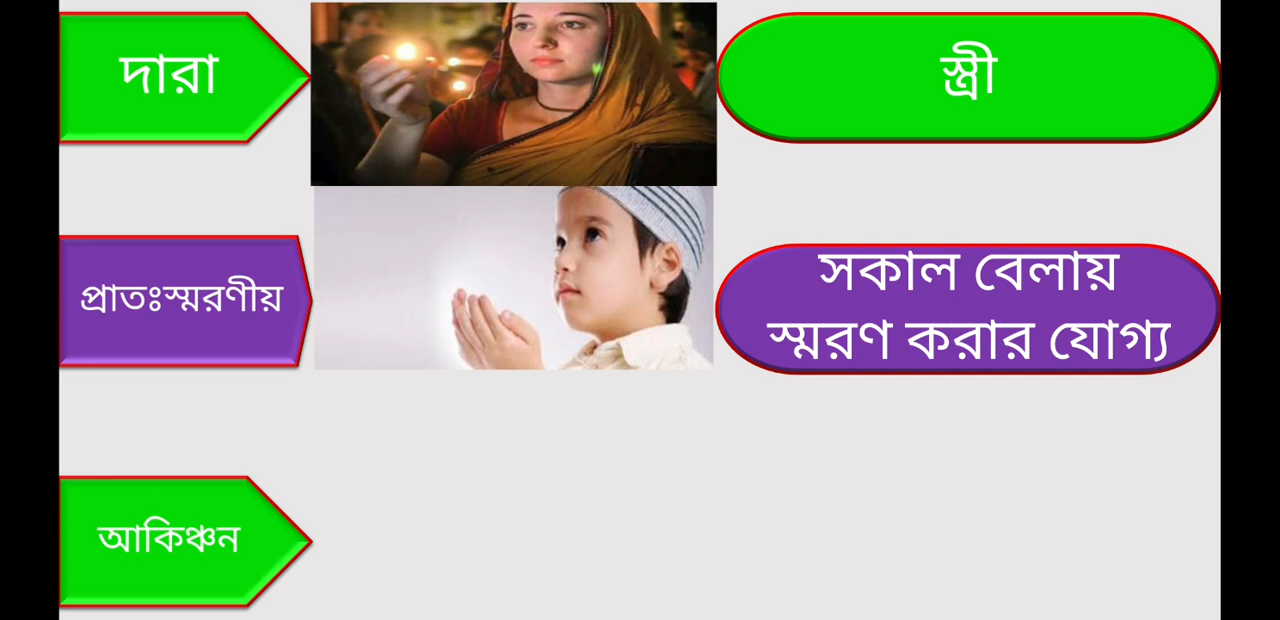 দারা
স্ত্রী
প্রাতঃস্মরণীয়
সকাল বেলায়
স্মরণ করার যোগ্য
আকিঞ্চন